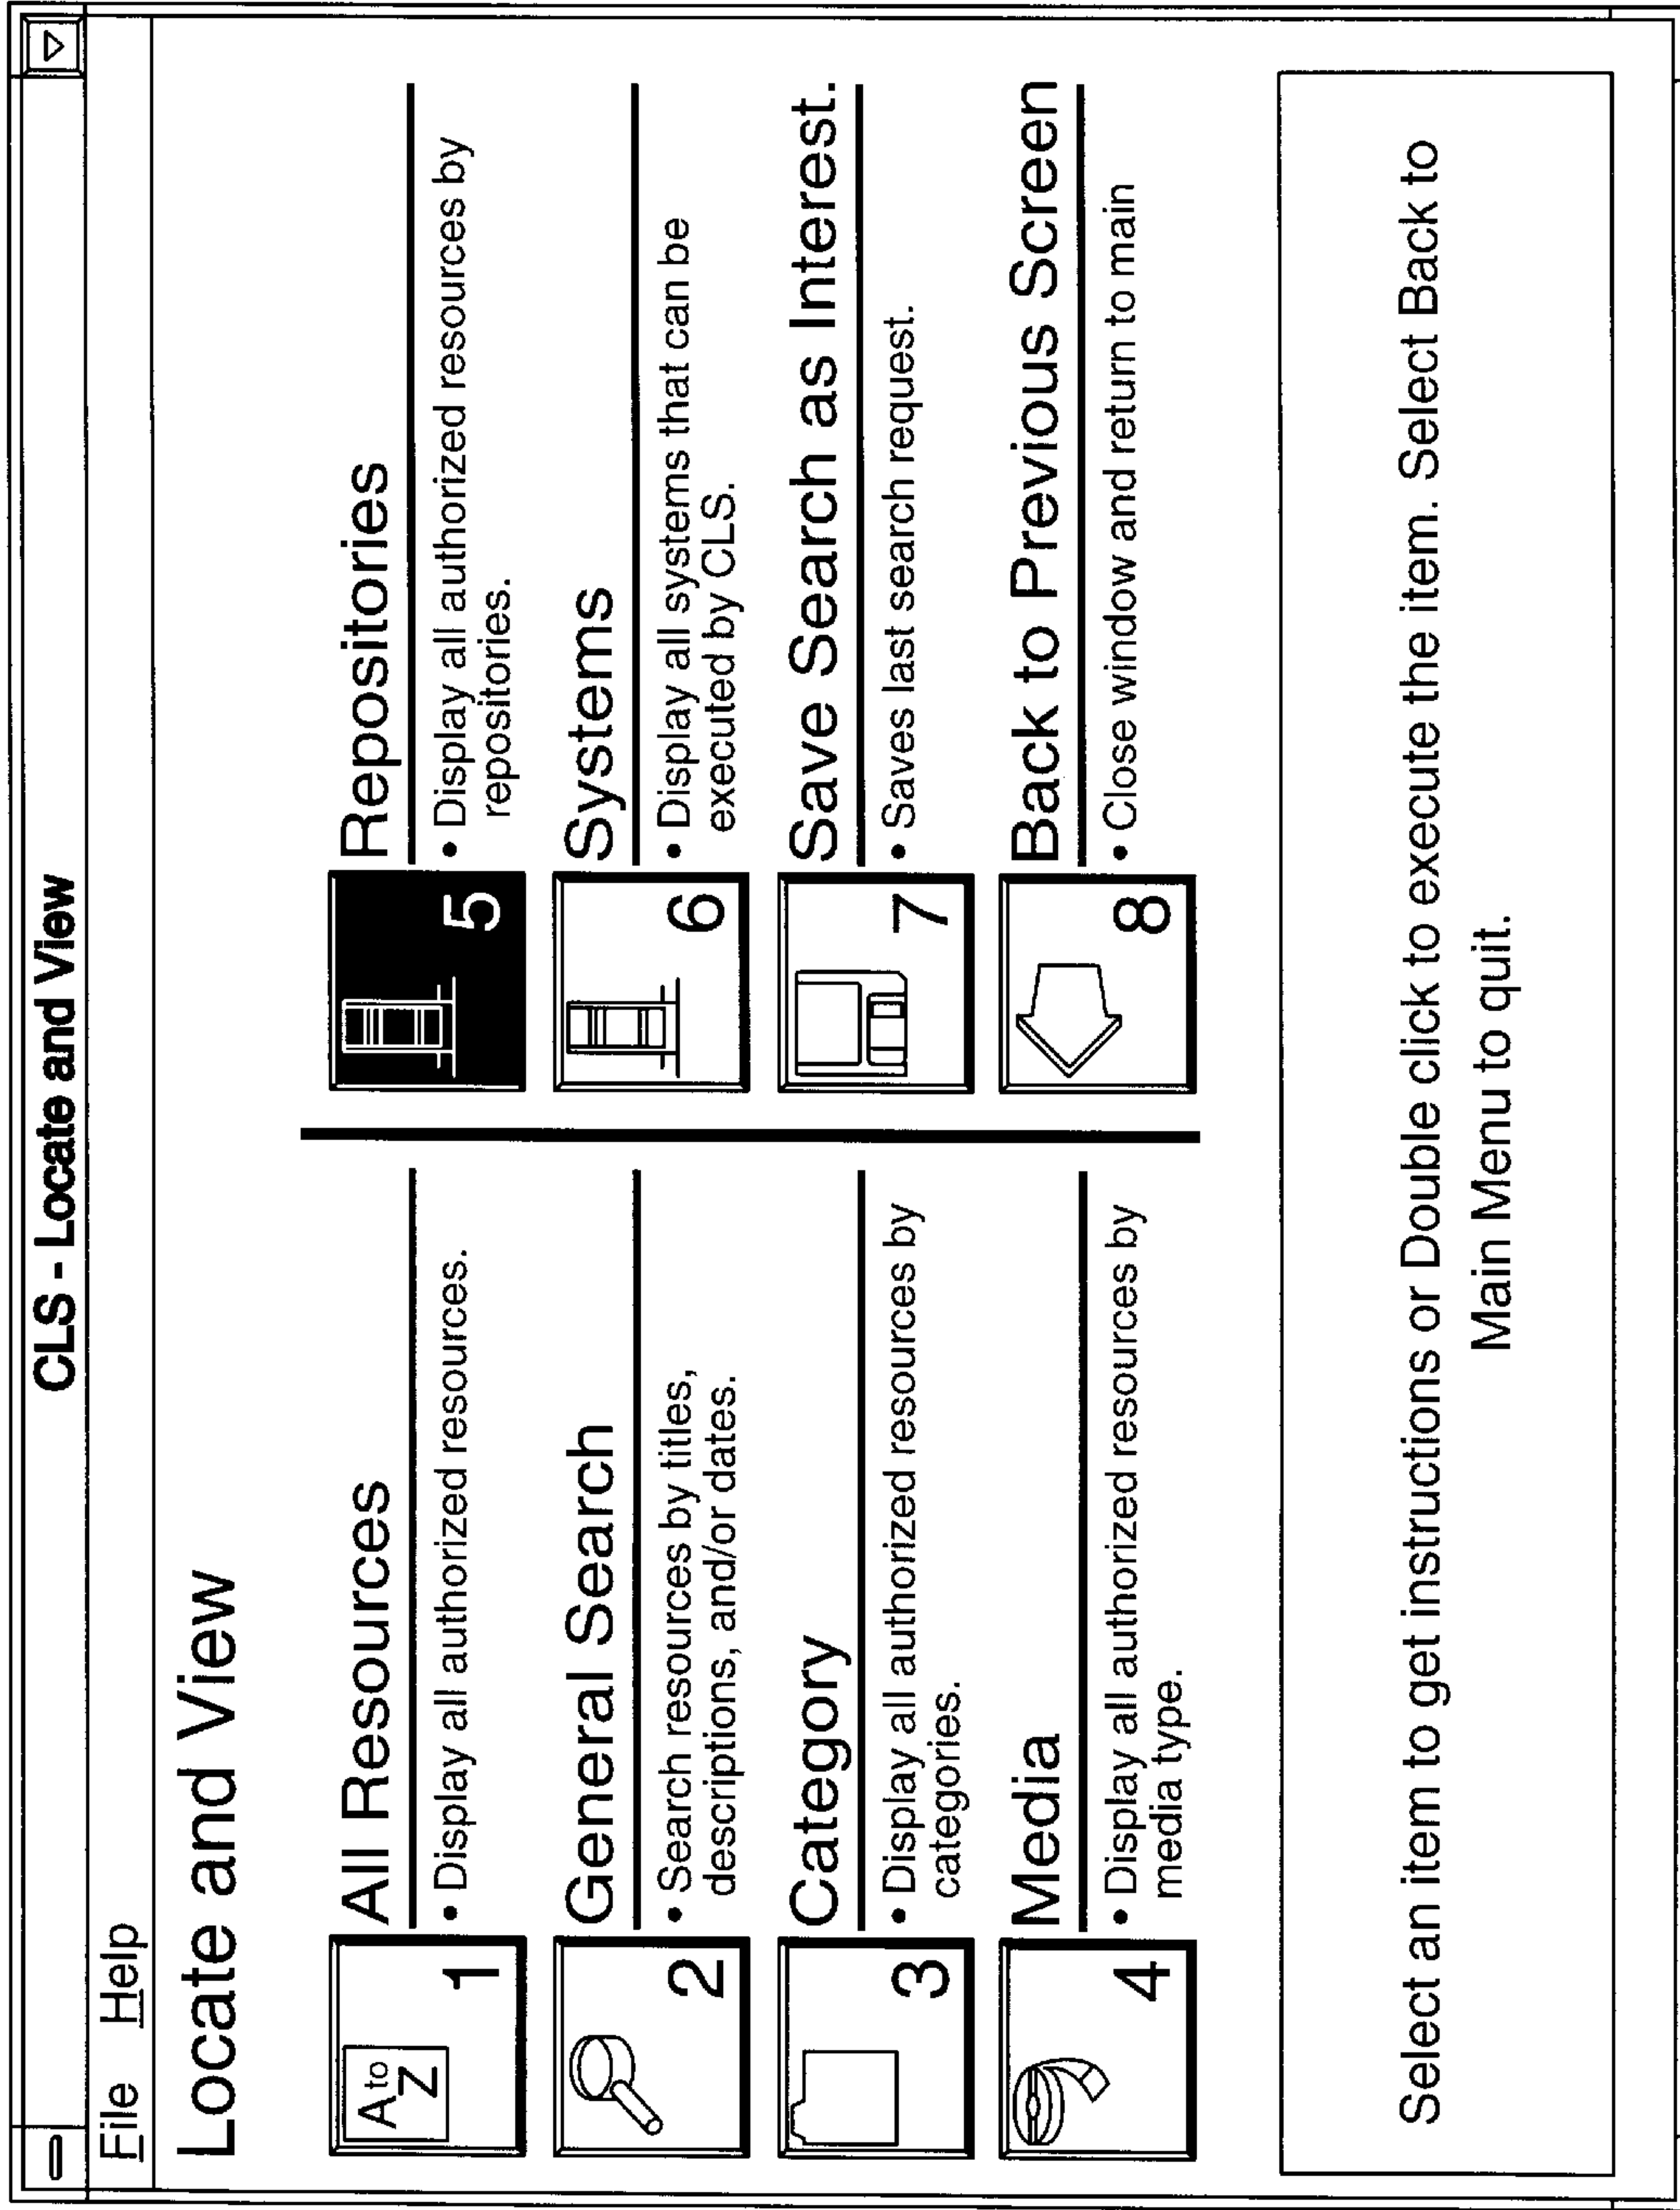 CLS - Locate and View
File Help
Locate and View
A to
Z
1
All Resources
• Display all authorized resources.
2
General Search
• Search resources by titles,
descriptions, and/or dates.
3
Category
• Display all authorized resources by
categories.
4
Media
• Display all authorized resources by
media type.
5
Repositories
• Display all authorized resources by
repositories.
6
Systems
• Display all systems that can be
executed by CLS.
7
Save Search as Interest.
• Saves last search request.
8
Back to Previous Screen
• Close window and return to main
Select an item to get instructions or Double click to execute the item. Select Back to
Main Menu to quit.